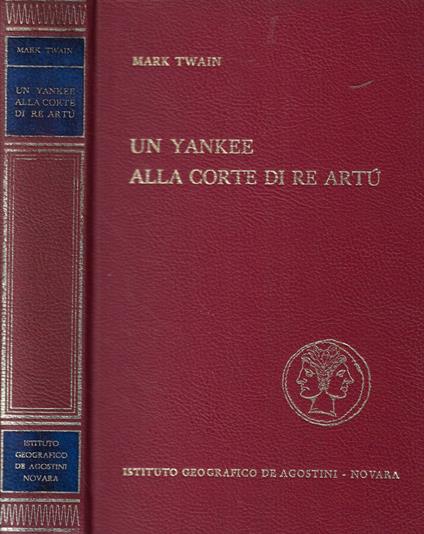 MARK TWAIN
UN YANKEE
ALLA CORTE
DI RE ARTÚ
ISTITUTO
GEOGRAFICO
DE AGOSTINI
NOVARA
MARK TWAIN
UN YANKEE
ALLA CORTE DI RE ARTÚ
ISTITUTO GEOGRAFICO DE AGOSTINI - NOVARA